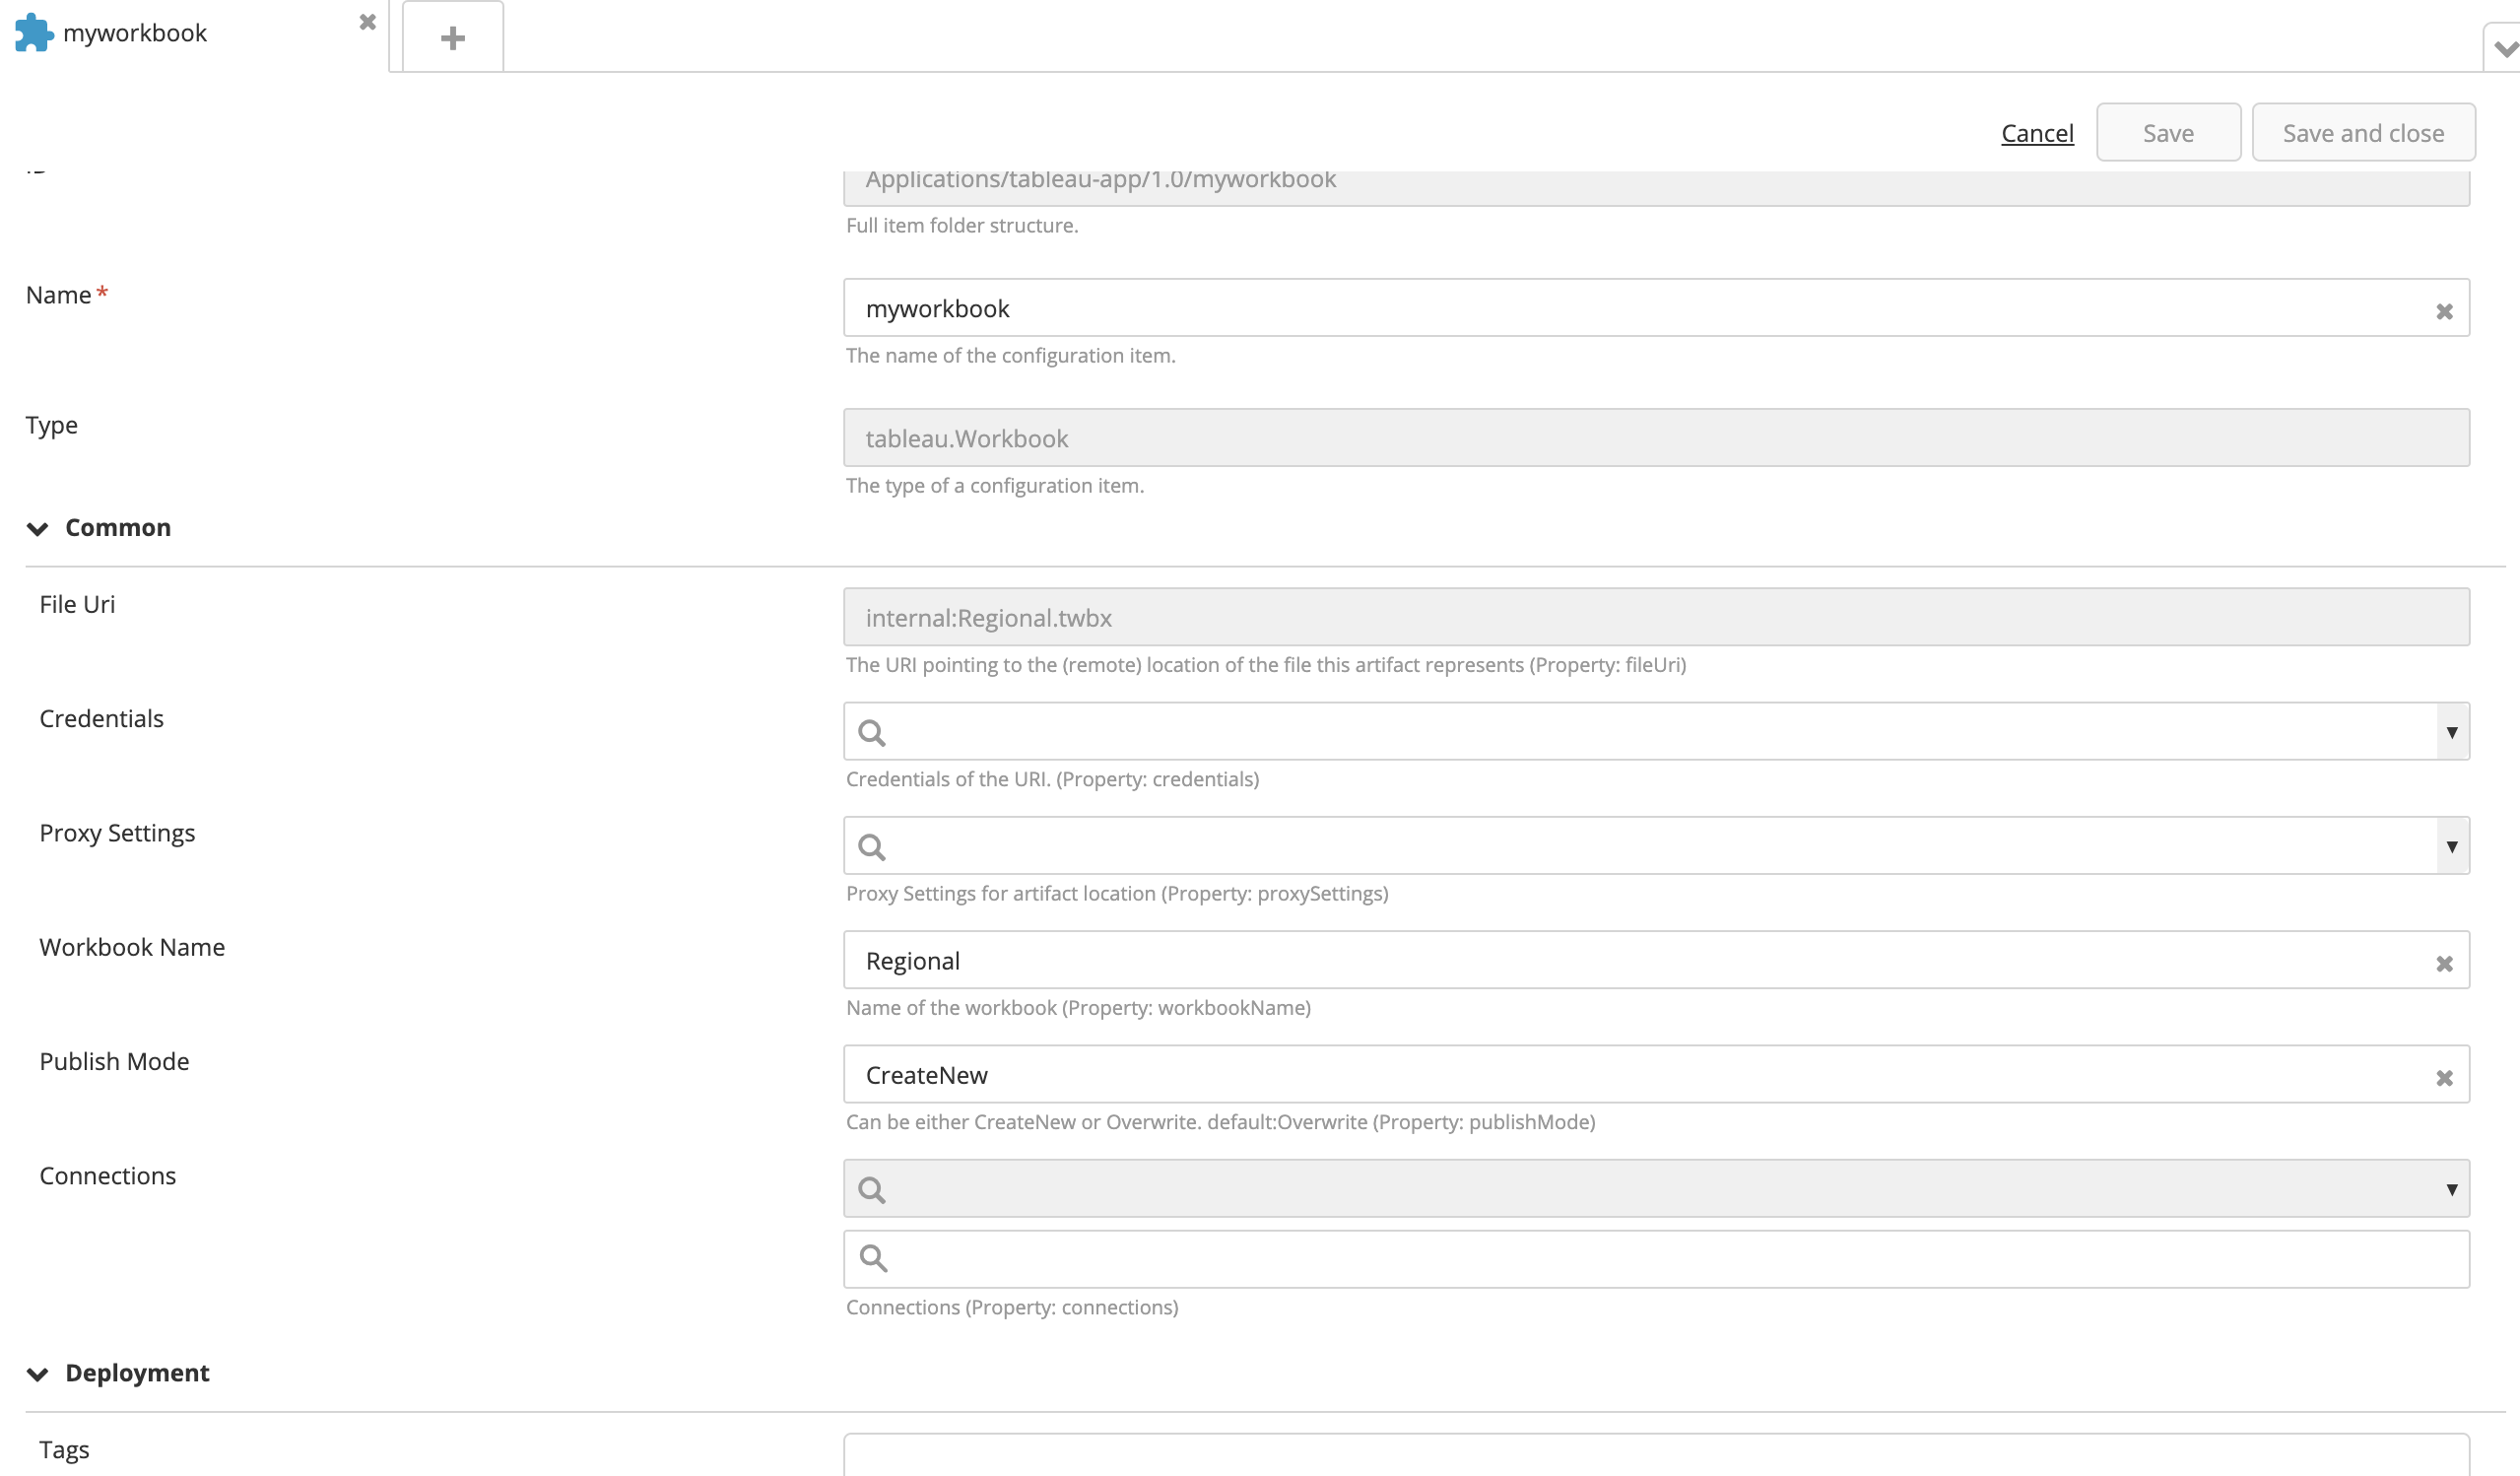 myworkbook
Cancel Save Save and close
Applications/tableau-app/1.0/myworkbook
Full item folder structure.
Name * myworkbook
The name of the configuration item.
Type tableau.Workbook
The type of a configuration item.
Common
File Uri internal:Regional.twbx
The URI pointing to the (remote) location of the file this artifact represents (Property: fileUri)
Credentials
Credentials of the URI. (Property: credentials)
Proxy Settings
Proxy Settings for artifact location (Property: proxySettings)
Workbook Name Regional
Name of the workbook (Property: workbookName)
Publish Mode CreateNew
Can be either CreateNew or Overwrite. default:Overwrite (Property: publishMode)
Connections
Connections (Property: connections)
Deployment
Tags